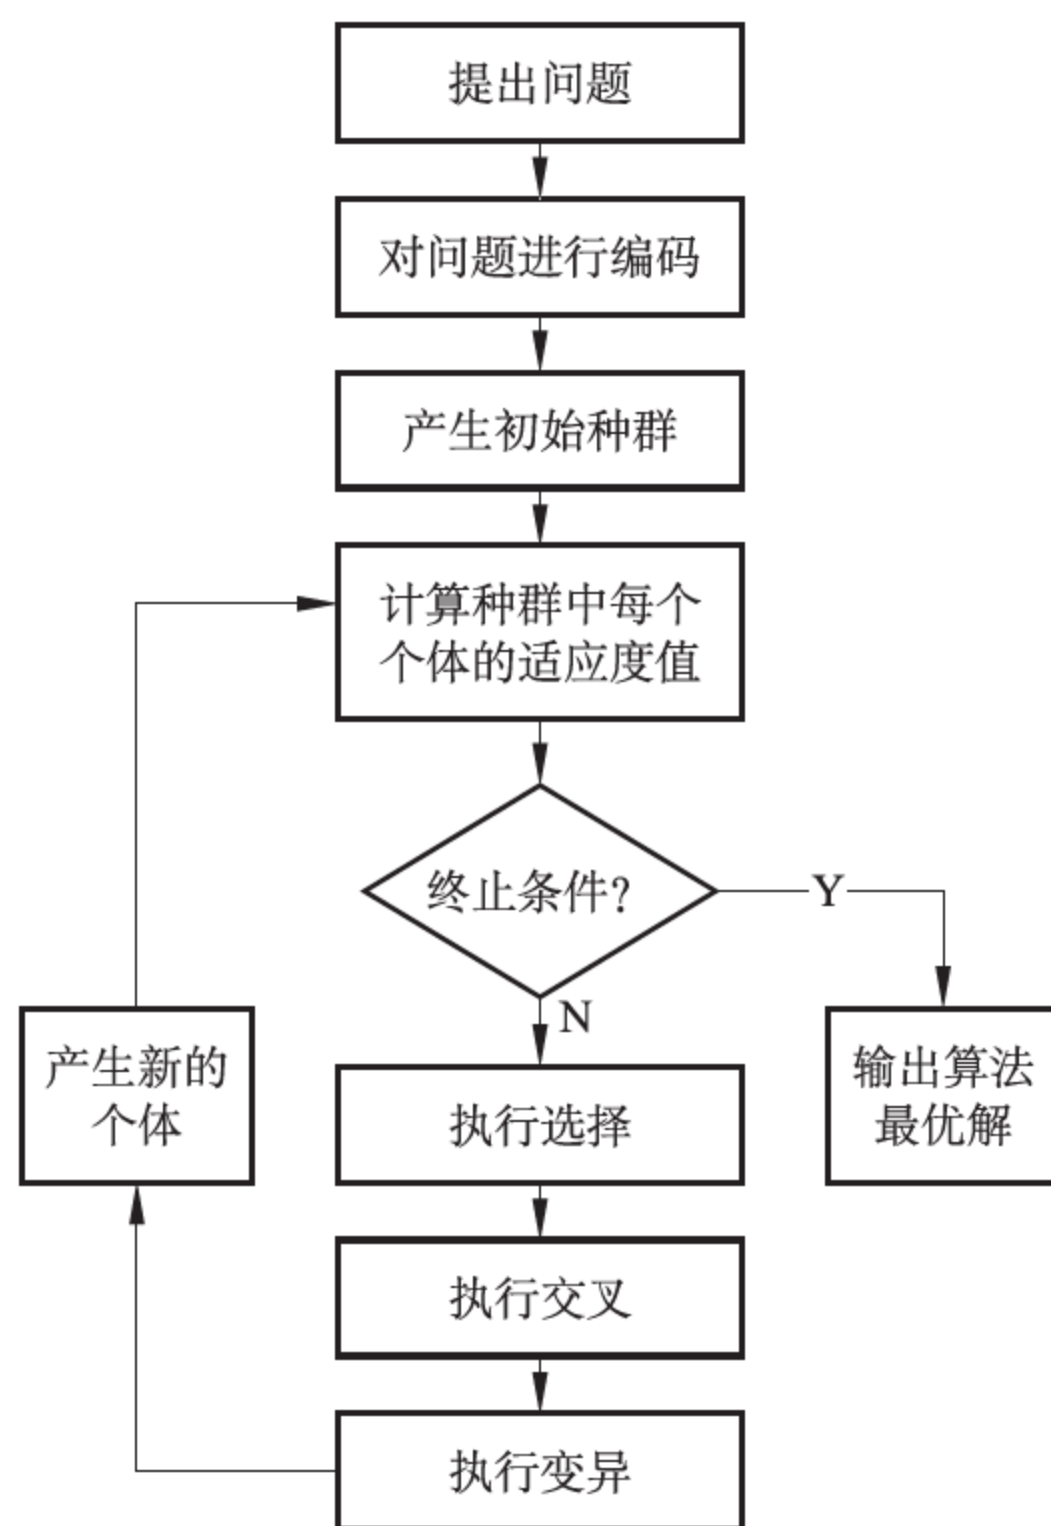 提出问题
对问题进行编码
产生初始种群
计算种群中每个
个体的适应度值
终止条件?
Y
N
产生新的
个体
输出算法
最优解
执行选择
执行交叉
执行变异